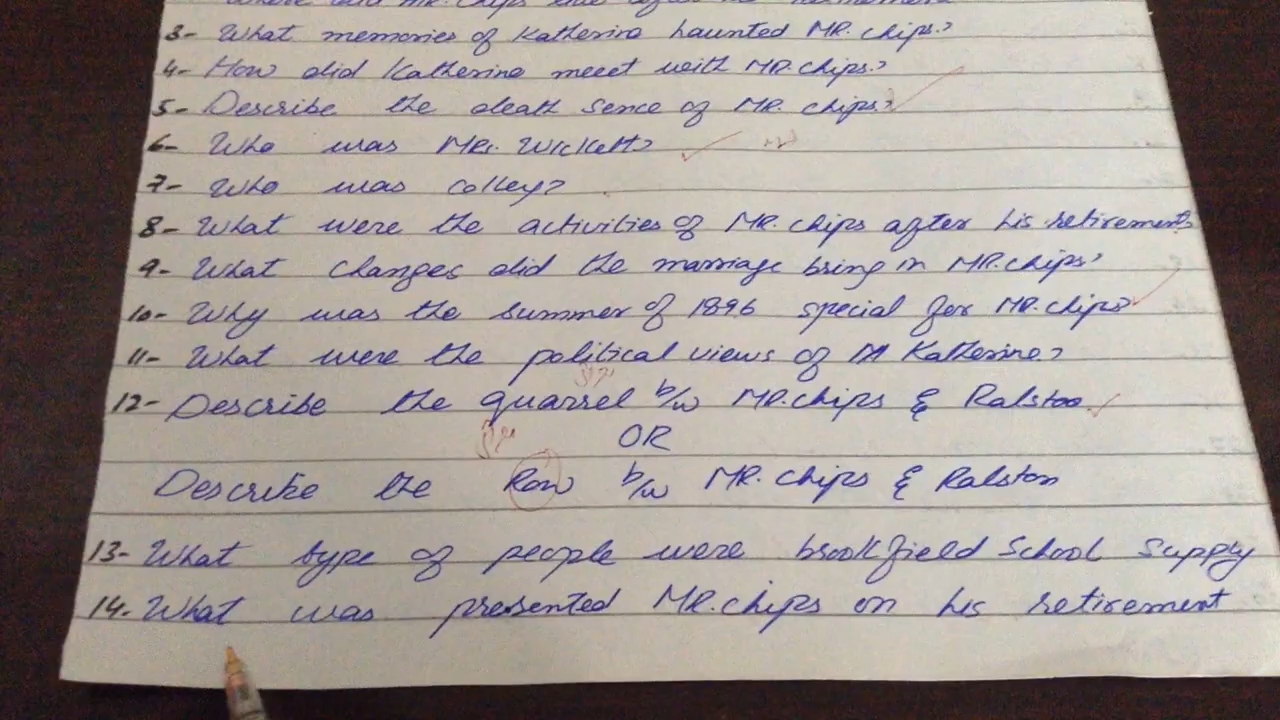 3- What memories of Katherine haunted MR. chips?
4- How did Katherine meeet with MR.chips?
5- Describe the death Sence of MR. chips?
6- Who was MRs. Wickett?
7- Who was colley?
8- What were the activities of MR. chips after his retirement?
9- What changes did the marriage bring in MR.chips?
10- Why was the summer of 1896 special for MR.chips?
11- What were the political views of Katherine?
12- Describe the quarrel b/w MR.chips & Ralston
OR
Describe the Row b/w MR. Chips & Ralston
13- What type of people were brookfield School Supply
14- What was presented MR.chips on his retirement